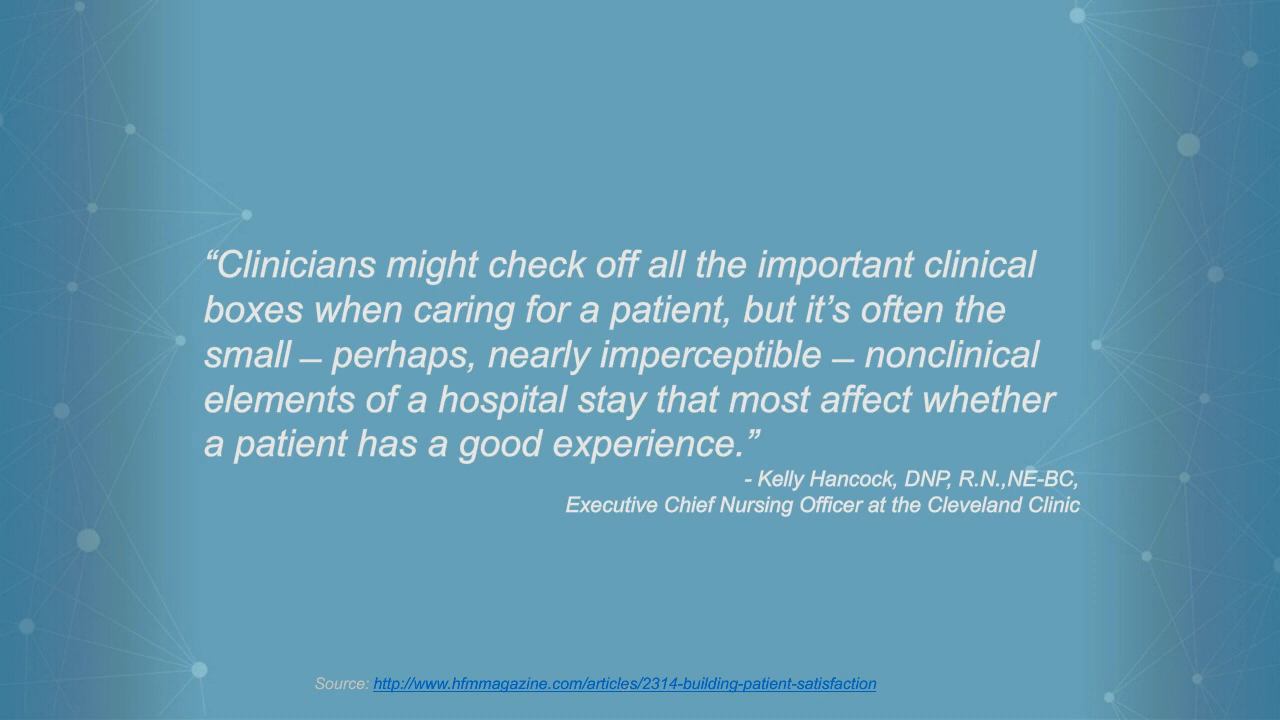 “Clinicians might check off all the important clinical
boxes when caring for a patient, but it’s often the
small — perhaps, nearly imperceptible — nonclinical
elements of a hospital stay that most affect whether
a patient has a good experience.”
- Kelly Hancock, DNP, R.N.,NE-BC,
Executive Chief Nursing Officer at the Cleveland Clinic
Source: http://www.hfmmagazine.com/articles/2314-building-patient-satisfaction